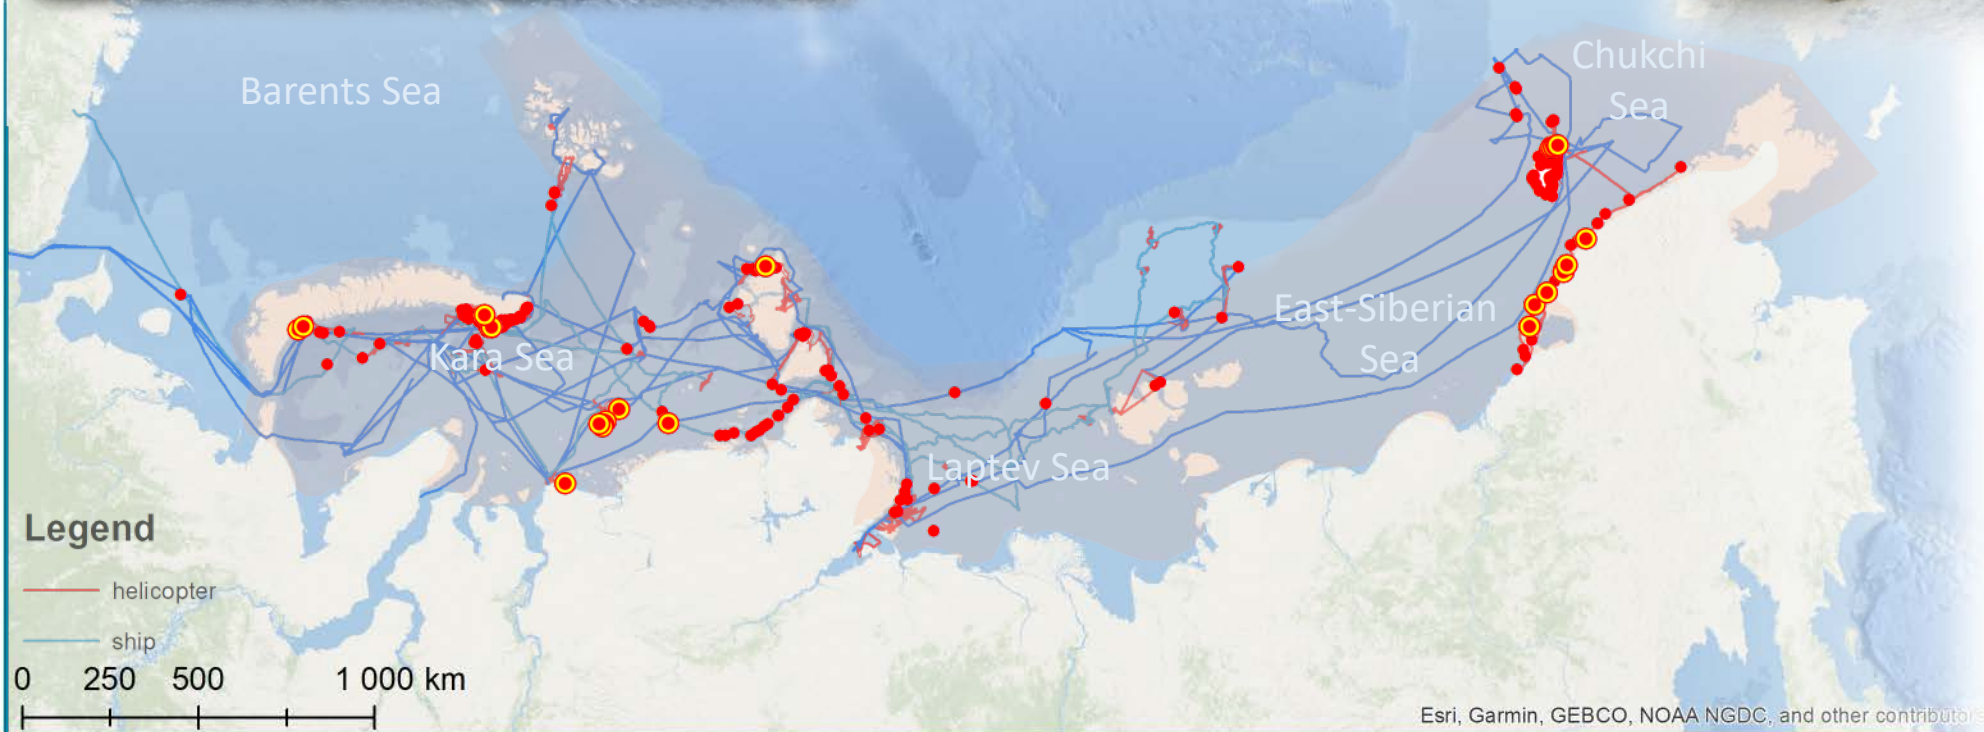 Barents Sea
Chukchi
Sea
East-Siberian
Sea
Kara Sea
Laptev Sea
Legend
helicopter
ship
0 250 500 1 000 km
Esri, Garmin, GEBCO, NOAA NGDC, and other contributors